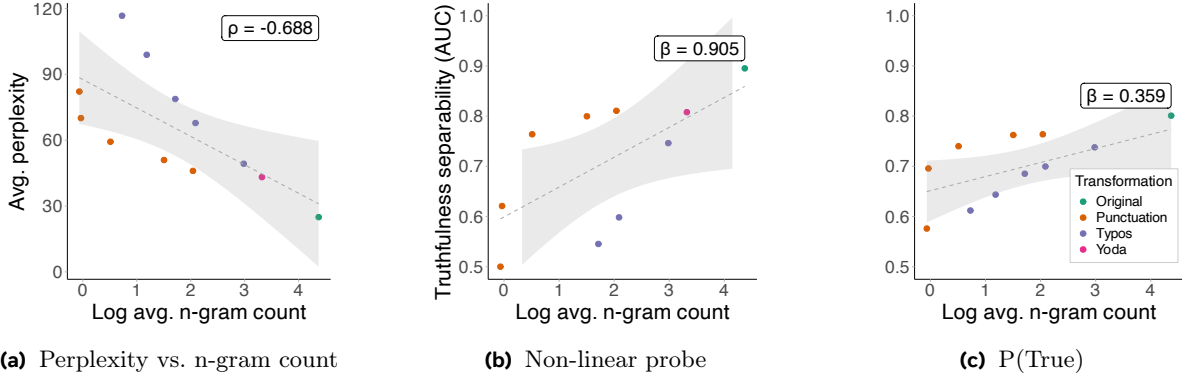 120
90
60
30
0
Avg. perplexity
ρ = -0.688
0 1 2 3 4
Log avg. n-gram count
(a) Perplexity vs. n-gram count
1.0
0.9
0.8
0.7
0.6
0.5
Truthfulness separability (AUC)
β = 0.905
0 1 2 3 4
Log avg. n-gram count
(b) Non-linear probe
1.0
0.9
0.8
0.7
0.6
0.5
β = 0.359
Transformation
Original
Punctuation
Typos
Yoda
0 1 2 3 4
Log avg. n-gram count
(c) P(True)